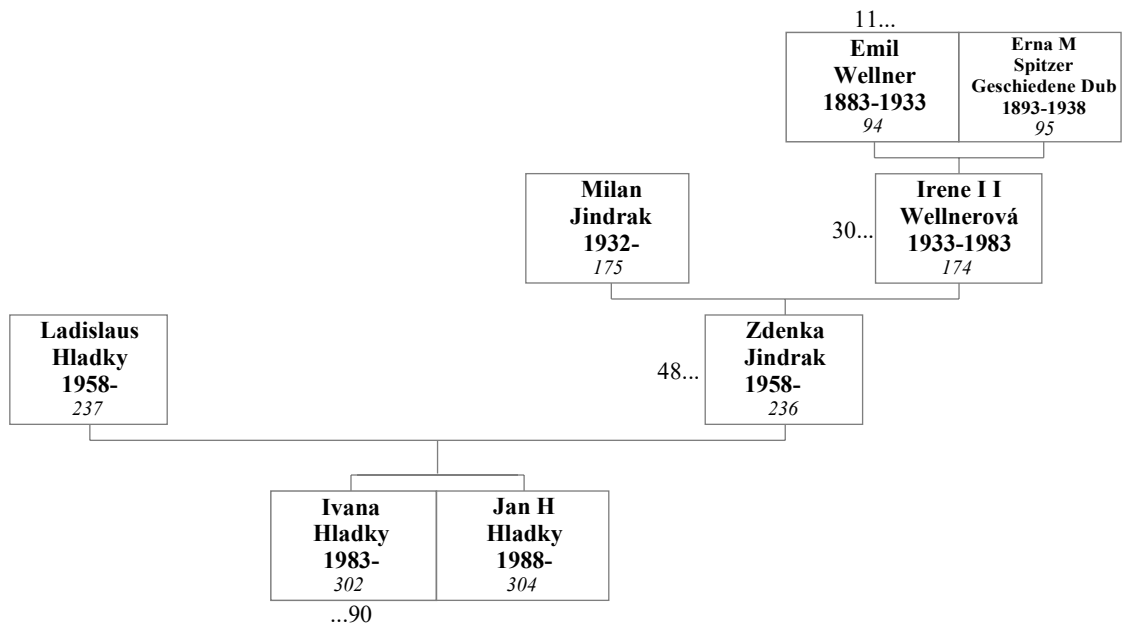 11...
Emil
Wellner
1883-1933
94
Erna M
Spitzer
Geschiedene Dub
1893-1938
95
Milan
Jindrak
1932-
175
30...
Irene I I
Wellnerová
1933-1983
174
Ladislaus
Hladky
1958-
237
48...
Zdenka
Jindrak
1958-
236
Ivana
Hladky
1983-
302
Jan H
Hladky
1988-
304
...90